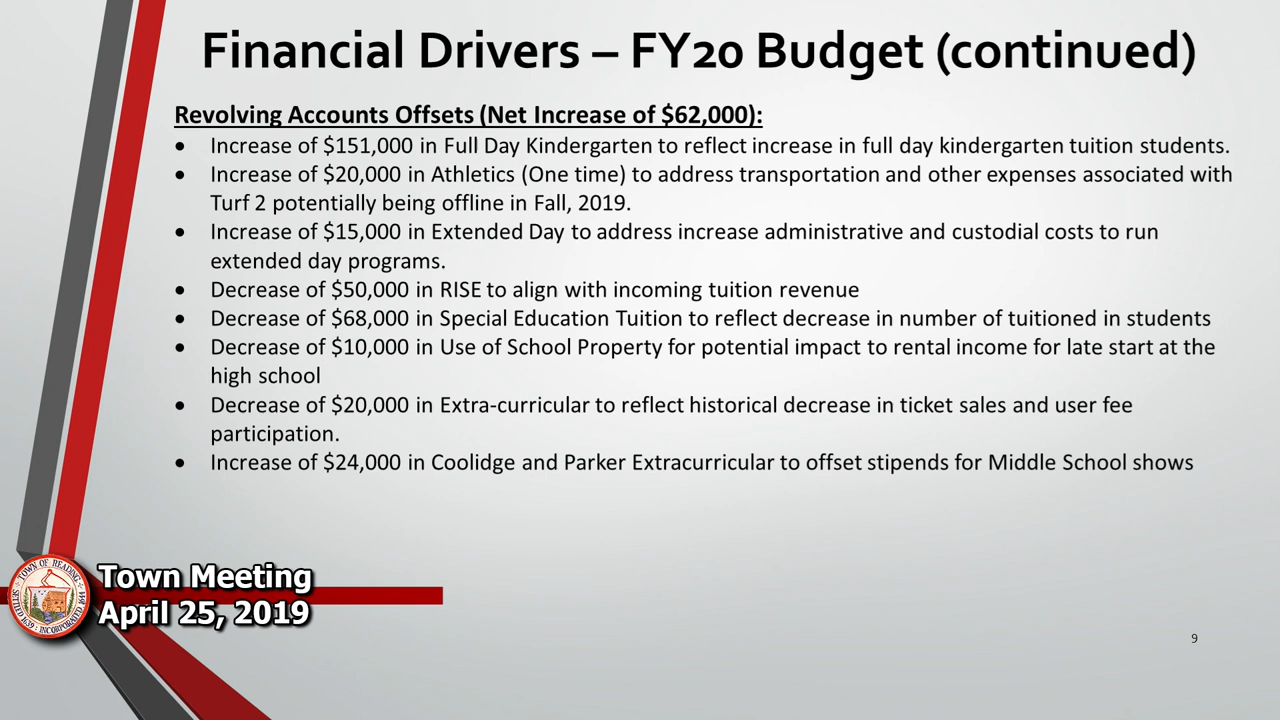 Financial Drivers – FY20 Budget (continued)
Revolving Accounts Offsets (Net Increase of $62,000):
• Increase of $151,000 in Full Day Kindergarten to reflect increase in full day kindergarten tuition students.
• Increase of $20,000 in Athletics (One time) to address transportation and other expenses associated with
Turf 2 potentially being offline in Fall, 2019.
• Increase of $15,000 in Extended Day to address increase administrative and custodial costs to run
extended day programs.
• Decrease of $50,000 in RISE to align with incoming tuition revenue
• Decrease of $68,000 in Special Education Tuition to reflect decrease in number of tuitioned in students
• Decrease of $10,000 in Use of School Property for potential impact to rental income for late start at the
high school
• Decrease of $20,000 in Extra-curricular to reflect historical decrease in ticket sales and user fee
participation.
• Increase of $24,000 in Coolidge and Parker Extracurricular to offset stipends for Middle School shows
TOWN OF READING
SETTLED 1639 · INCORPORATED 1644
Town Meeting
April 25, 2019
9